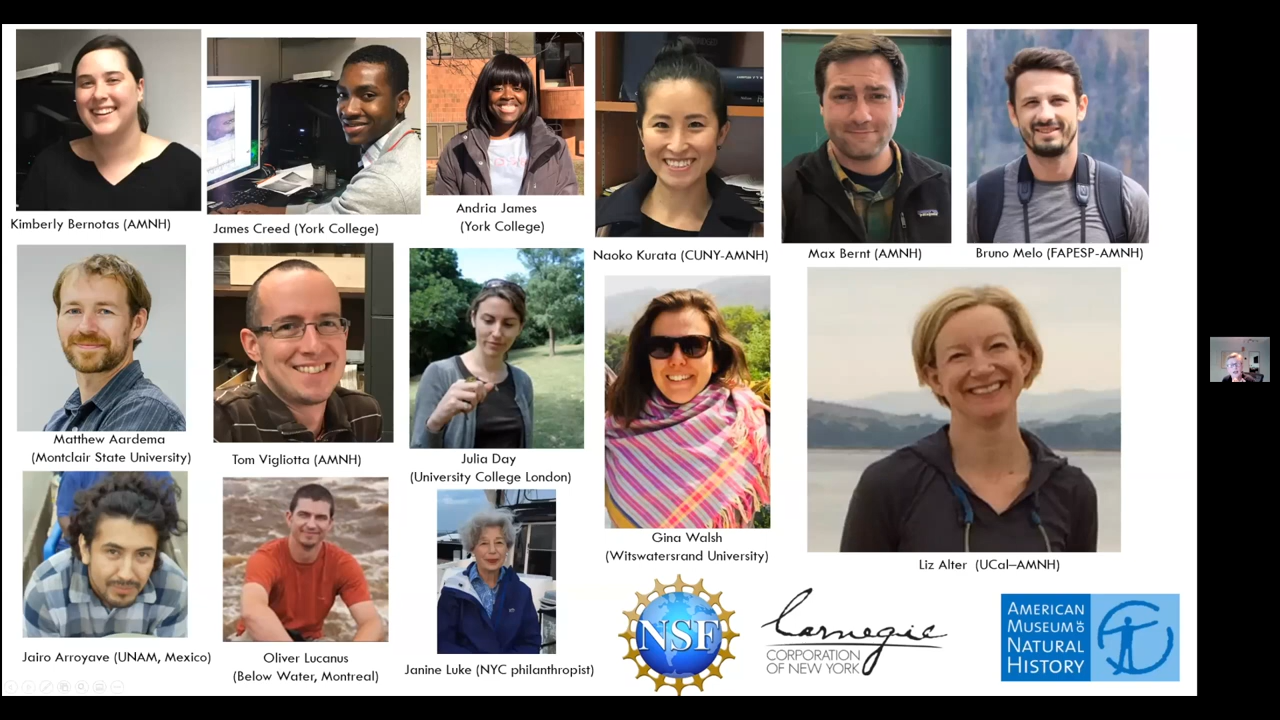 Kimberly Bernotas (AMNH)
James Creed (York College)
Andria James
(York College)
Naoko Kurata (CUNY-AMNH)
Max Bernt (AMNH)
Bruno Melo (FAPESP-AMNH)
Matthew Aardema
(Montclair State University)
Tom Vigliotta (AMNH)
Julia Day
(University College London)
Gina Walsh
(Witswatersrand University)
Liz Alter (UCal–AMNH)
Jairo Arroyave (UNAM, Mexico)
Oliver Lucanus
(Below Water, Montreal)
Janine Luke (NYC philanthropist)
NSF
Carnegie
CORPORATION
OF NEW YORK
AMERICAN
MUSEUM OF
NATURAL
HISTORY